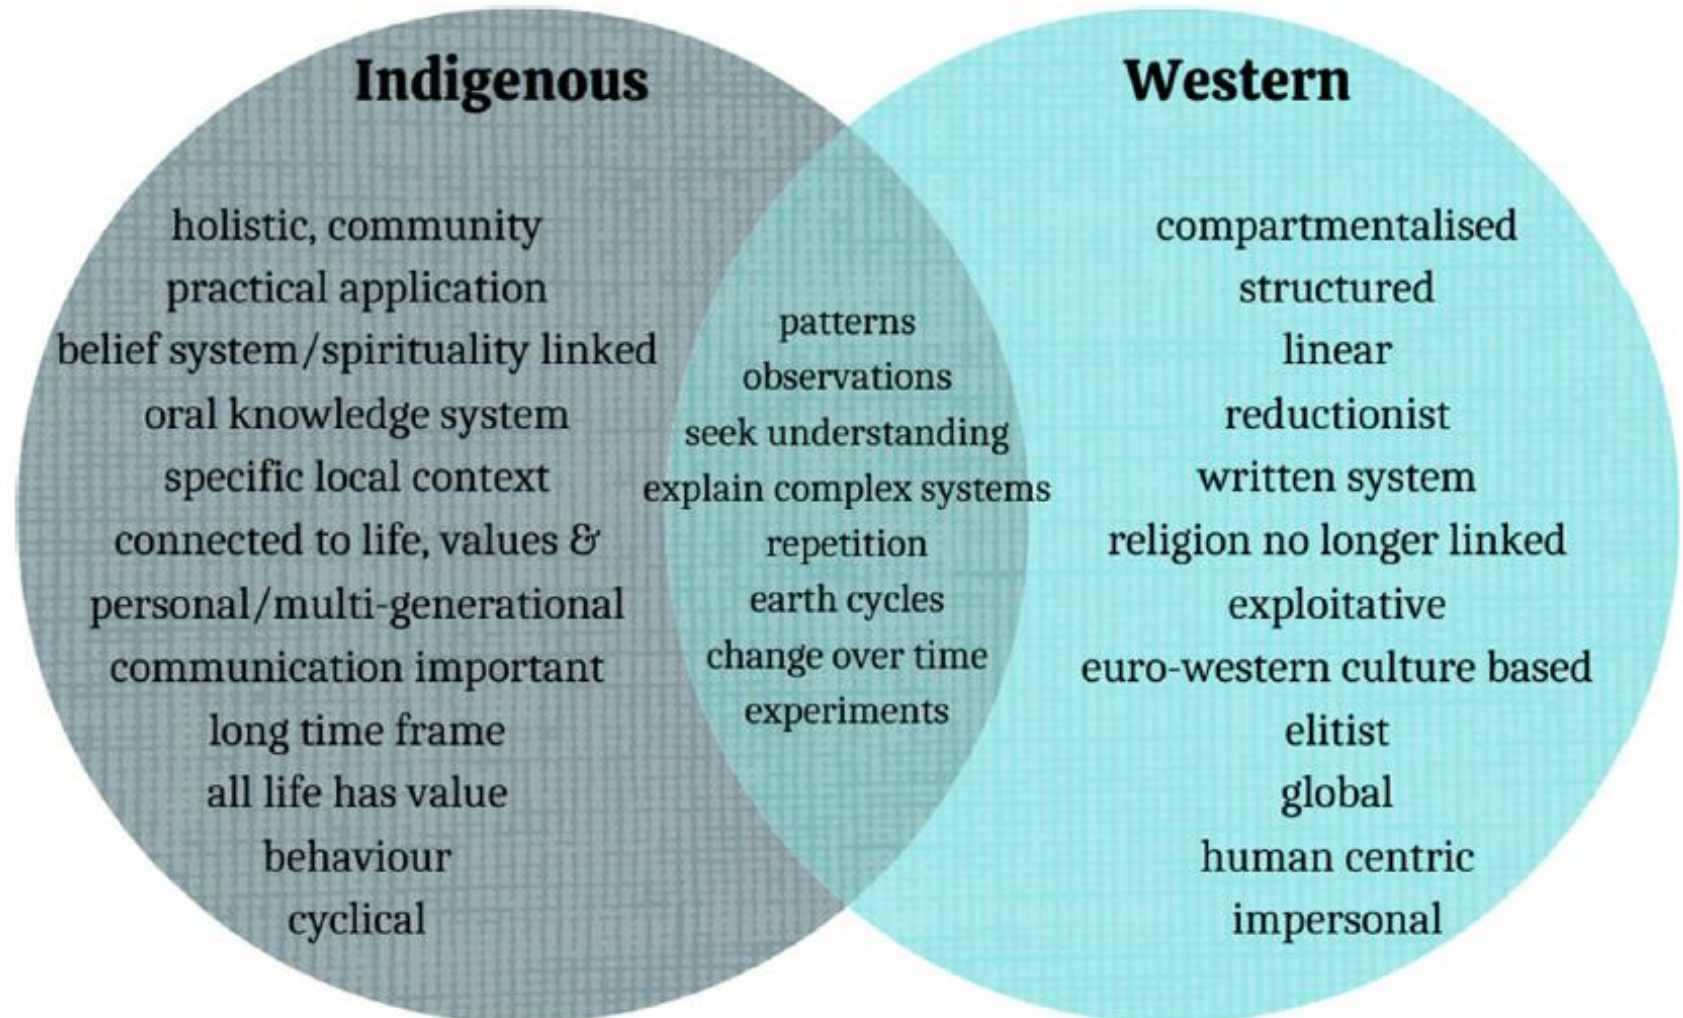 Indigenous
holistic, community
practical application
belief system/spirituality linked
oral knowledge system
specific local context
connected to life, values &
personal/multi-generational
communication important
long time frame
all life has value
behaviour
cyclical
patterns
observations
seek understanding
explain complex systems
repetition
earth cycles
change over time
experiments
Western
compartmentalised
structured
linear
reductionist
written system
religion no longer linked
exploitative
euro-western culture based
elitist
global
human centric
impersonal